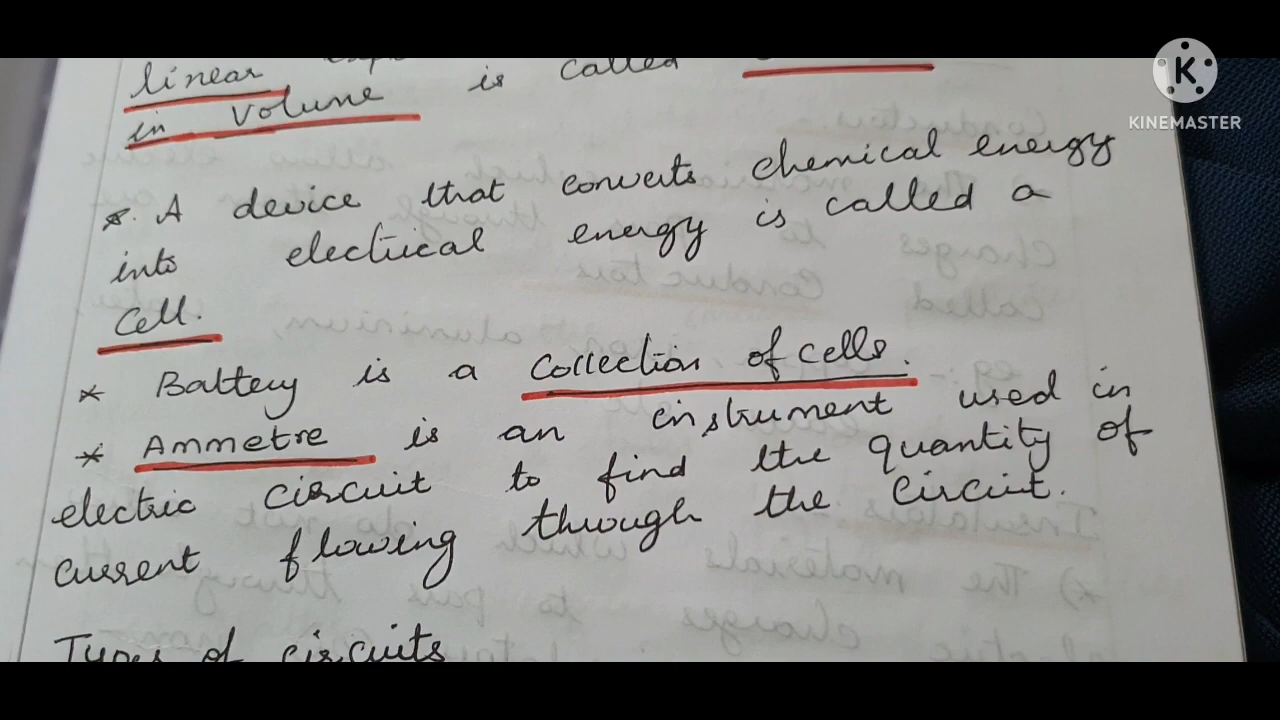 linear
in volume is called
*. A device that converts chemical energy
into electrical energy is called a
Cell.
* Battery is a collection of cells.
* Ammetre is an instrument used in
electric circuit to find the quantity of
current flowing through the circuit.
Types of circuits
K
KINEMASTER